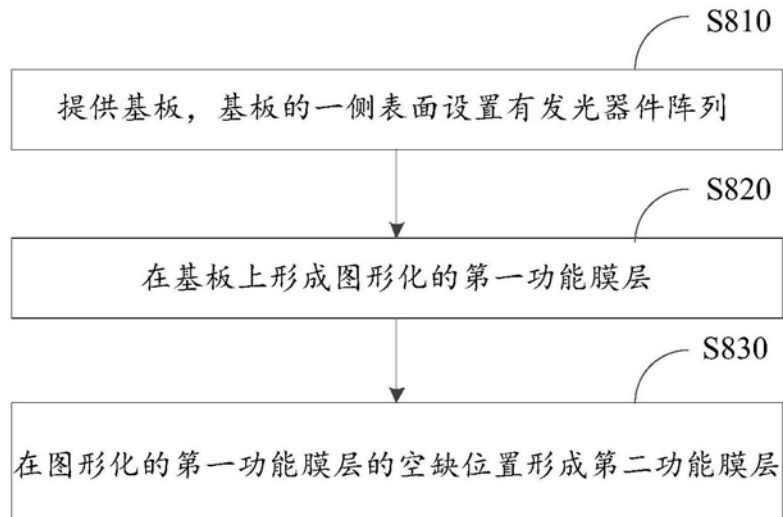 S810
提供基板，基板的一侧表面设置有发光器件阵列
S820
在基板上形成图形化的第一功能膜层
S830
在图形化的第一功能膜层的空缺位置形成第二功能膜层